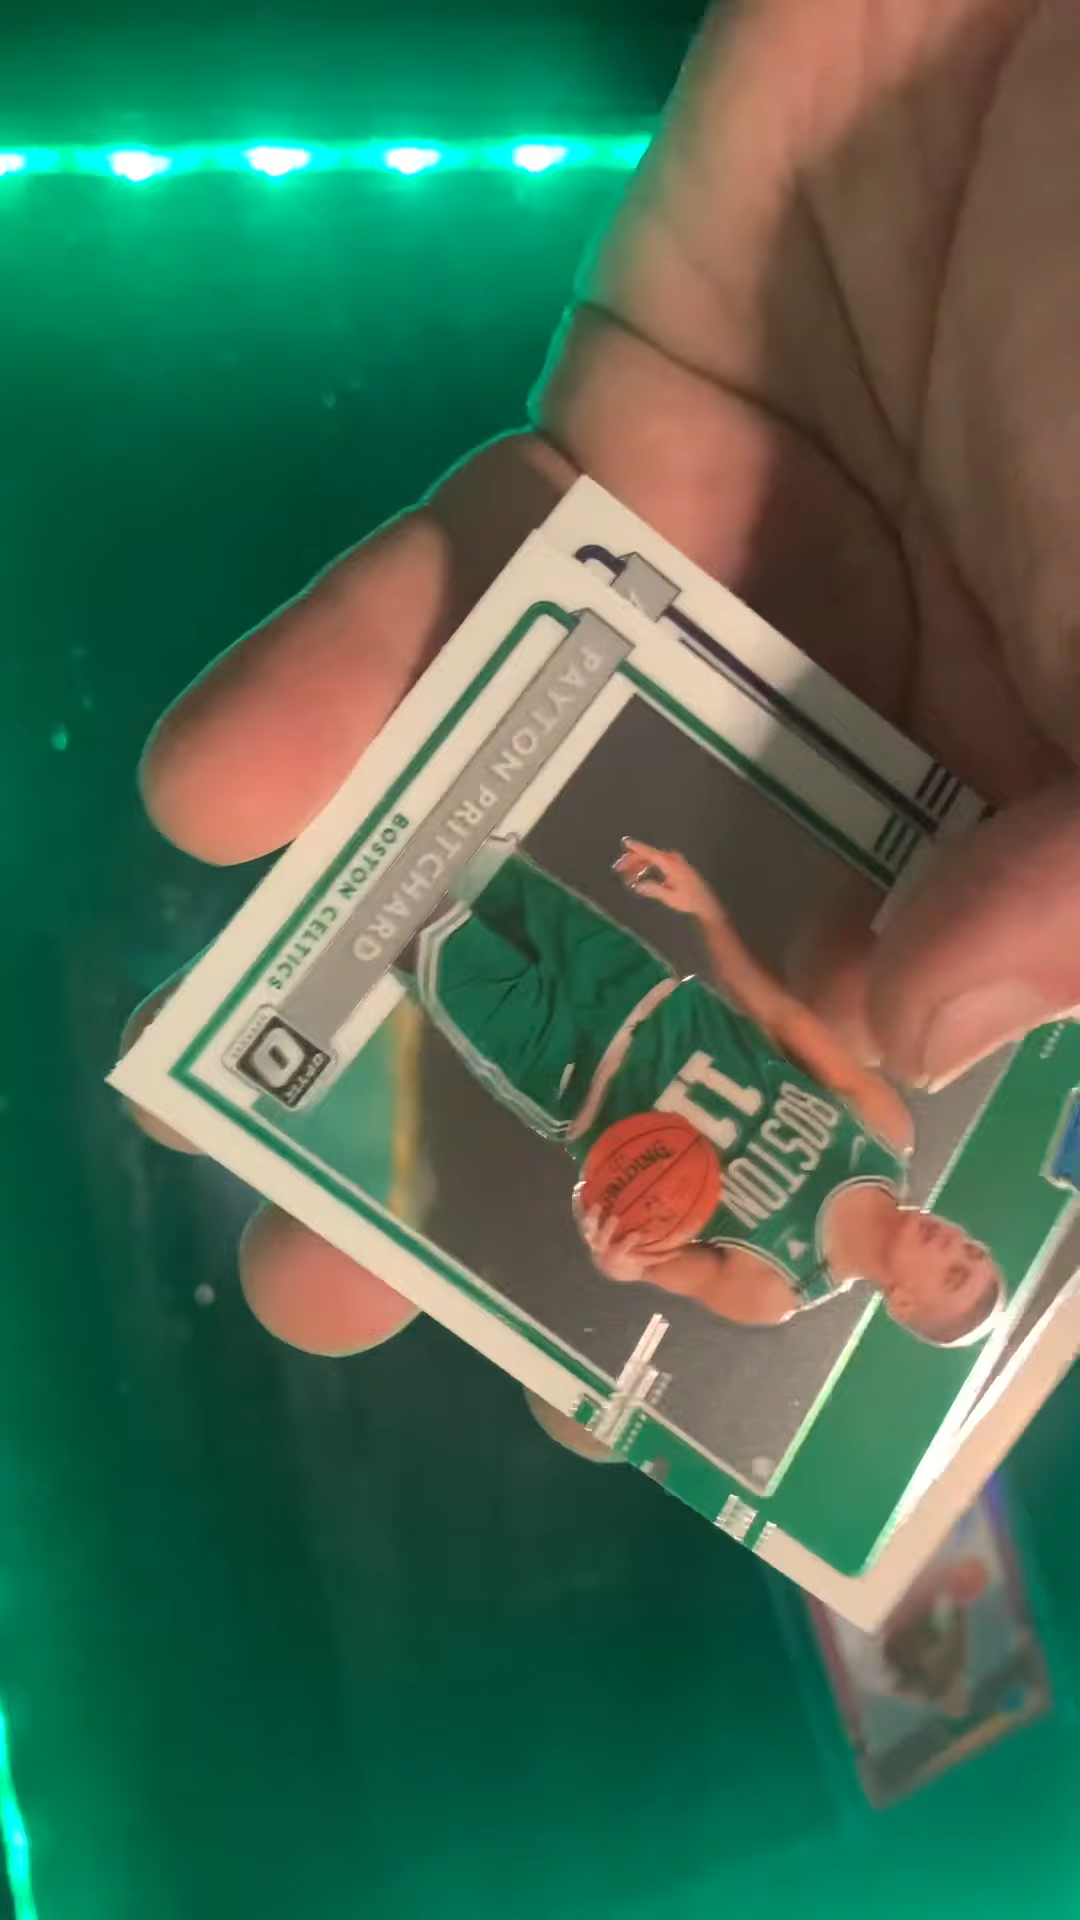 PAYTON PRITCHARD
BOSTON CELTICS
OPTIC
BOSTON
11
SPALDING